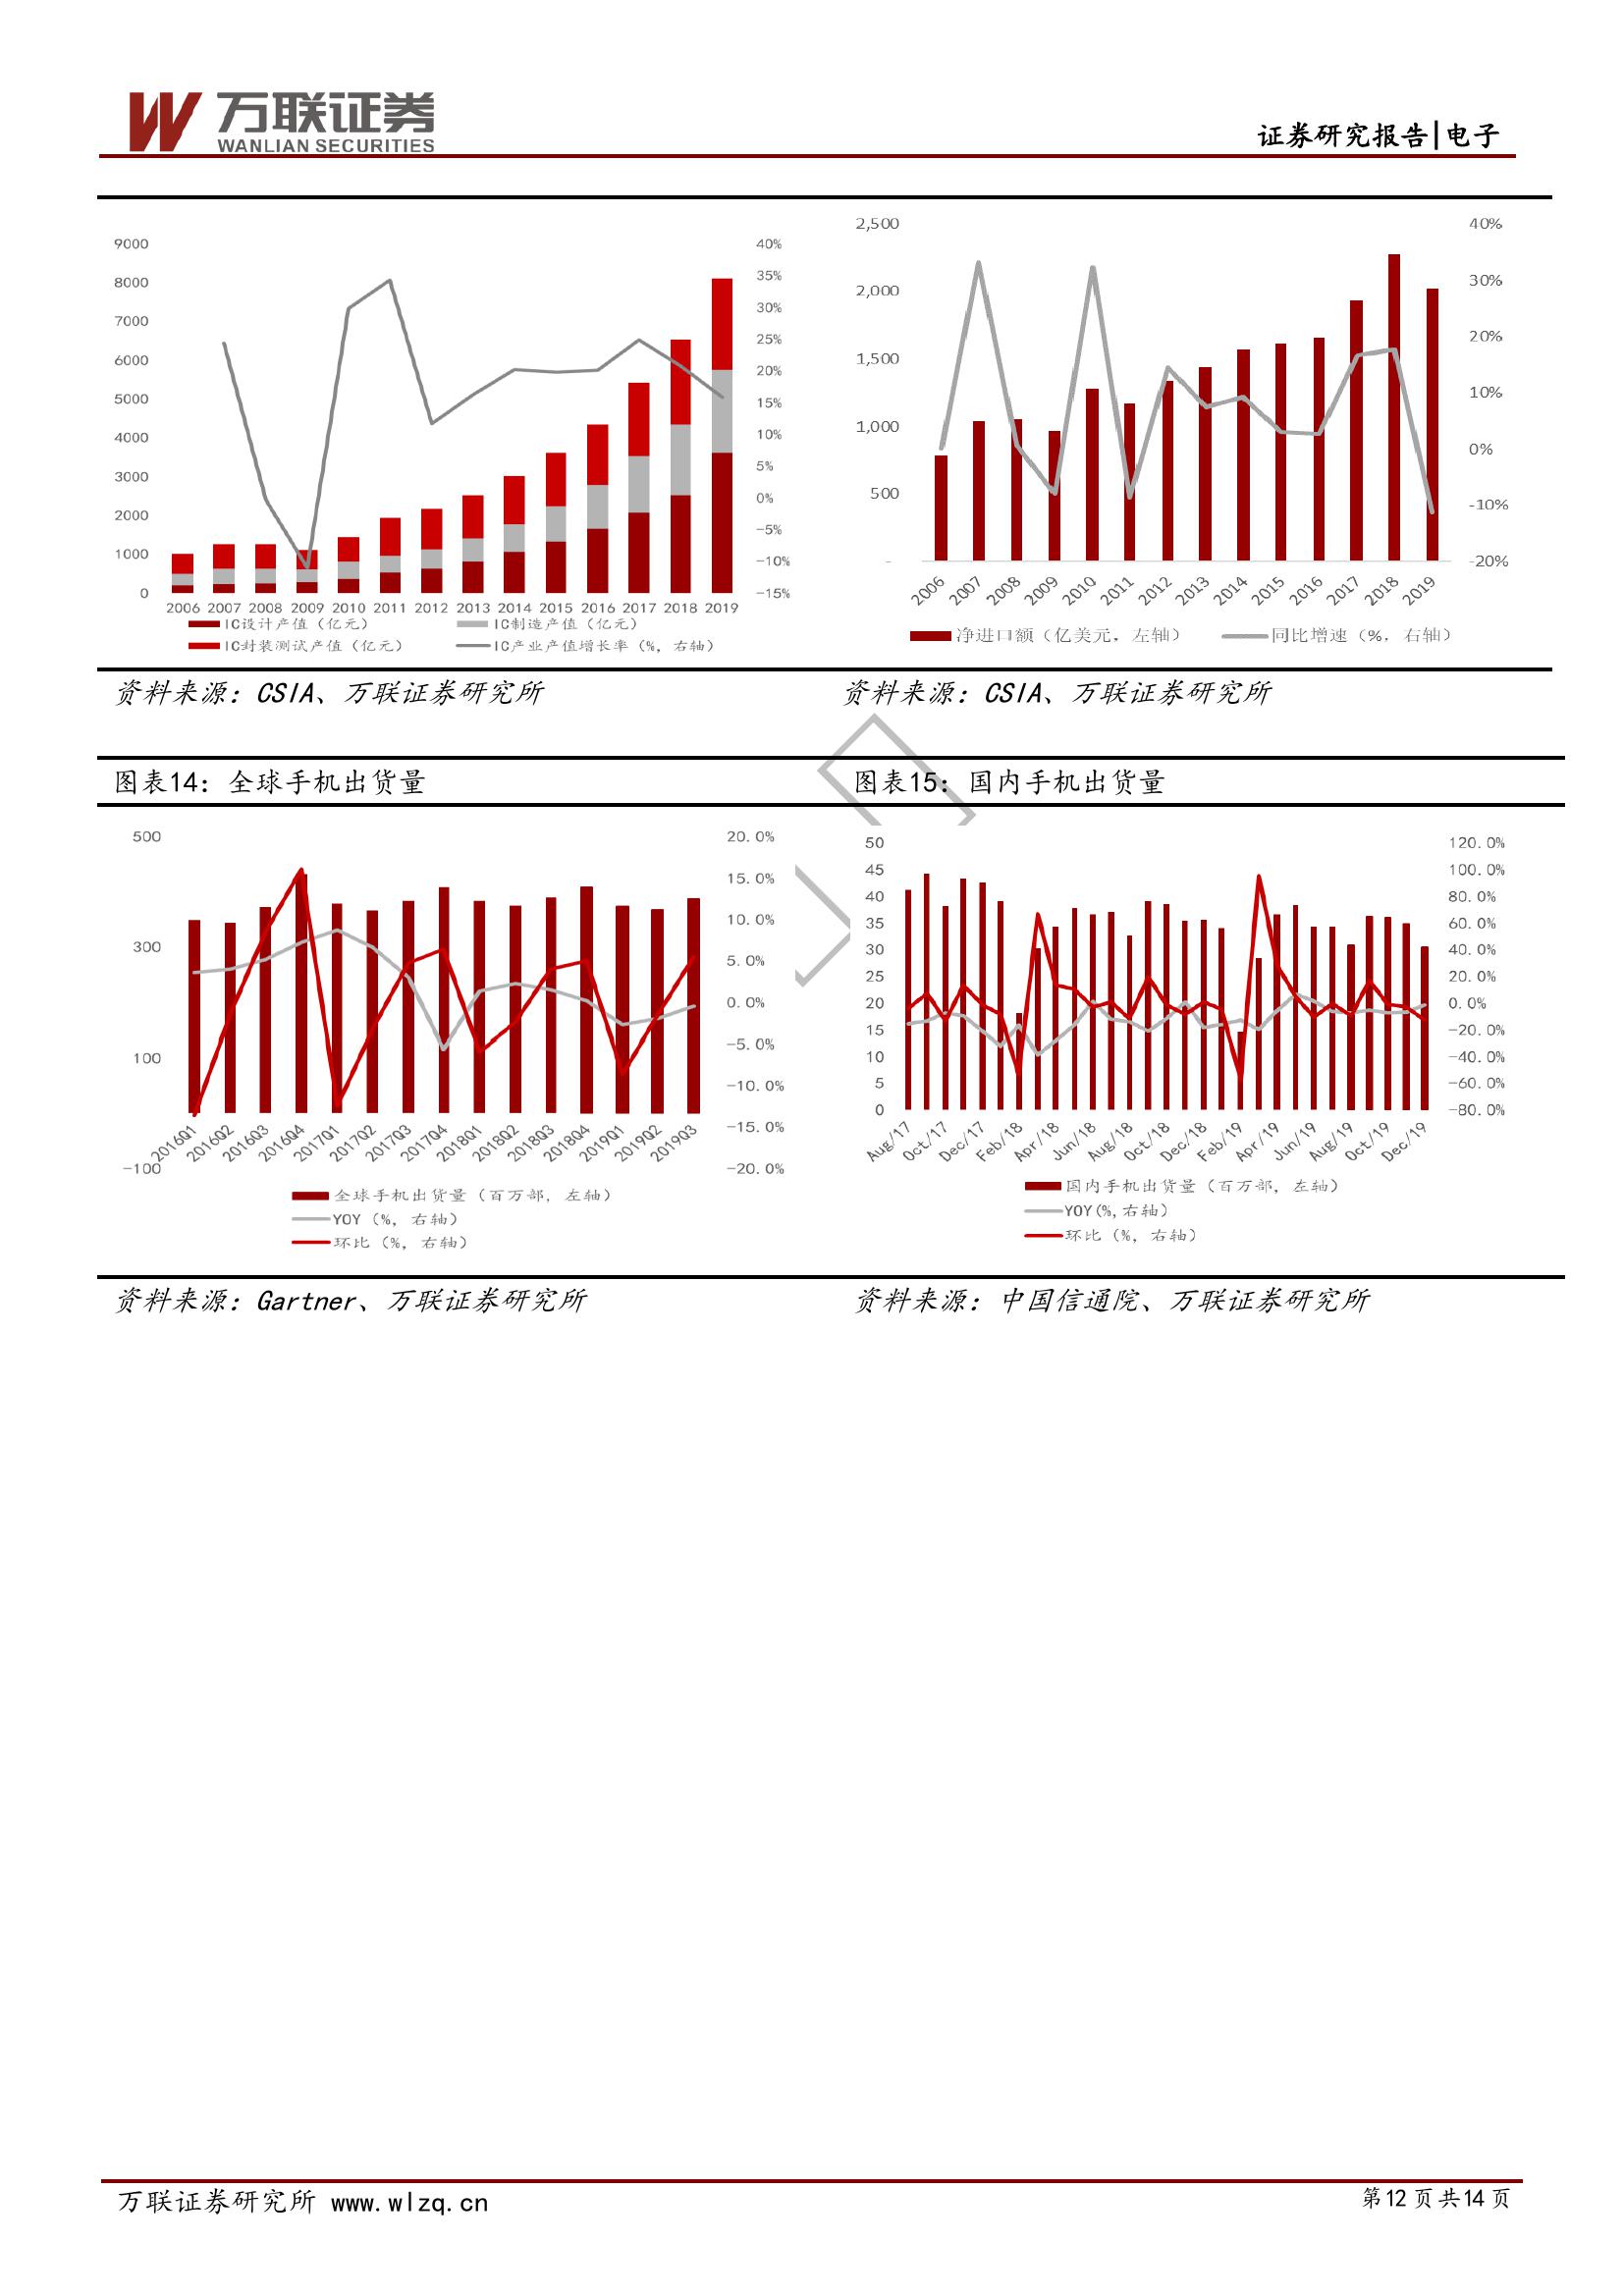 万联证券
WANLIAN SECURITIES
证券研究报告|电子
9000
8000
7000
6000
5000
4000
3000
2000
1000
0
40%
35%
30%
25%
20%
15%
10%
5%
0%
-5%
-10%
-15%
2006 2007 2008 2009 2010 2011 2012 2013 2014 2015 2016 2017 2018 2019
IC设计产值（亿元） IC制造产值（亿元）
IC封装测试产值（亿元） IC产业产值增长率（%, 右轴）
2,500
2,000
1,500
1,000
500
-
40%
30%
20%
10%
0%
-10%
-20%
2006 2007 2008 2009 2010 2011 2012 2013 2014 2015 2016 2017 2018 2019
净进口额（亿美元，左轴） 同比增速（%，右轴）
资料来源：CSIA、万联证券研究所
资料来源：CSIA、万联证券研究所
图表14：全球手机出货量
图表15：国内手机出货量
500
300
100
-100
20.0%
15.0%
10.0%
5.0%
0.0%
-5.0%
-10.0%
-15.0%
-20.0%
2016Q1 2016Q2 2016Q3 2016Q4 2017Q1 2017Q2 2017Q3 2017Q4 2018Q1 2018Q2 2018Q3 2018Q4 2019Q1 2019Q2 2019Q3
全球手机出货量（百万部, 左轴）
YOY（%, 右轴）
环比（%, 右轴）
50
45
40
35
30
25
20
15
10
5
0
120.0%
100.0%
80.0%
60.0%
40.0%
20.0%
0.0%
-20.0%
-40.0%
-60.0%
-80.0%
Aug/17 Oct/17 Dec/17 Feb/18 Apr/18 Jun/18 Aug/18 Oct/18 Dec/18 Feb/19 Apr/19 Jun/19 Aug/19 Oct/19 Dec/19
国内手机出货量（百万部, 左轴）
YOY(%,右轴）
环比（%, 右轴）
资料来源：Gartner、万联证券研究所
资料来源：中国信通院、万联证券研究所
万联证券研究所 www.wlzq.cn
第12页共14页